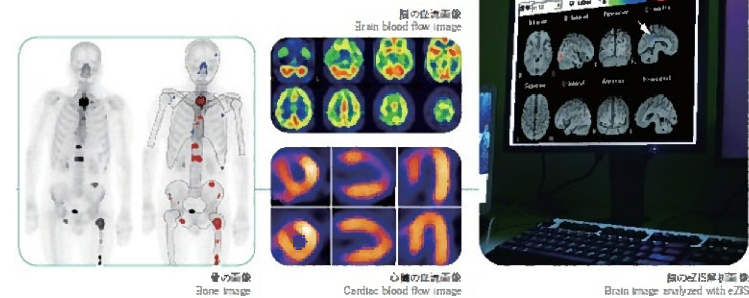 脳の血流画像
Brain blood flow image
骨の画像
Bone image
心臓の血流画像
Cardiac blood flow image
脳のeZIS解析画像
Brain image analyzed with eZIS